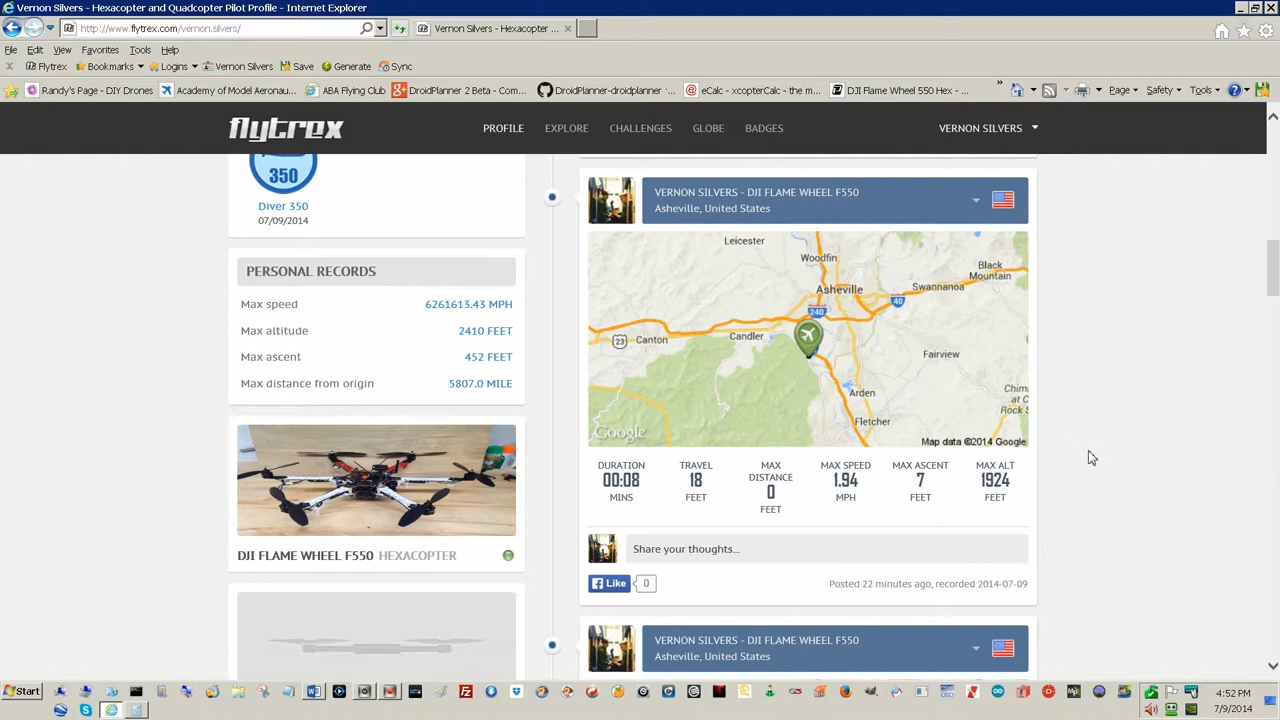 Vernon Silvers - Hexacopter and Quadcopter Pilot Profile - Internet Explorer
http://www.flytrex.com/vernon.silvers/
Vernon Silvers - Hexacopter ...
File Edit View Favorites Tools Help
Flytrex Bookmarks Logins Vernon Silvers Save Generate Sync
Randy's Page - DIY Drones Academy of Model Aeronau... ABA Flying Club DroidPlanner 2 Beta - Com... DroidPlanner-droidplanner ... eCalc - xcopterCalc - the m... DJI Flame Wheel 550 Hex - ... Page Safety Tools
flytrex PROFILE EXPLORE CHALLENGES GLOBE BADGES VERNON SILVERS
350
Diver 350
07/09/2014
PERSONAL RECORDS
Max speed 6261613.43 MPH
Max altitude 2410 FEET
Max ascent 452 FEET
Max distance from origin 5807.0 MILE
DJI FLAME WHEEL F550 HEXACOPTER
VERNON SILVERS - DJI FLAME WHEEL F550
Asheville, United States
Leicester
Woodfin
Black
Mountain
Asheville
Swannanoa
240
40
23
Canton
Candler
Fairview
Arden
Chim
of
Rock S
Fletcher
Google
Map data ©2014 Google
DURATION TRAVEL MAX DISTANCE MAX SPEED MAX ASCENT MAX ALT
00:08 18 0 1.94 7 1924
MINS FEET FEET MPH FEET FEET
Share your thoughts...
Like 0
Posted 22 minutes ago, recorded 2014-07-09
VERNON SILVERS - DJI FLAME WHEEL F550
Asheville, United States
Start
4:52 PM
7/9/2014